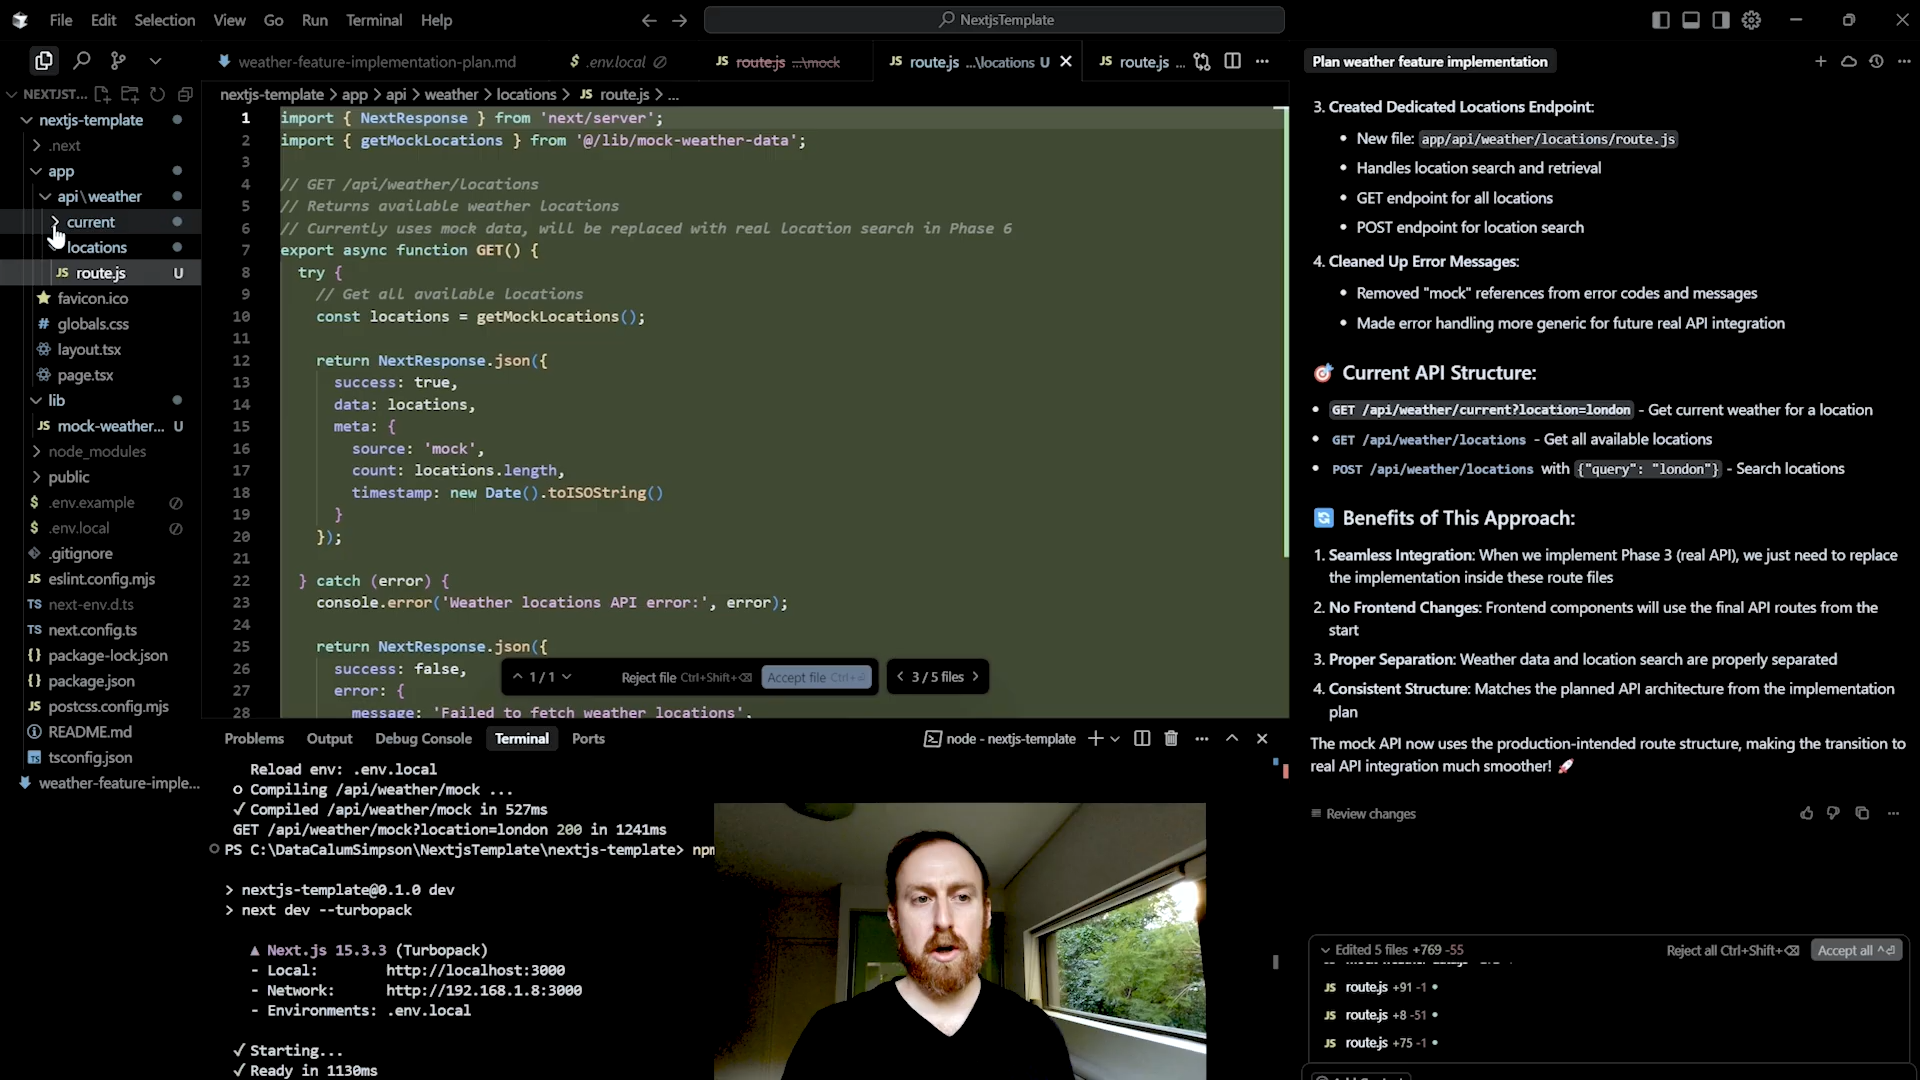 File Edit Selection View Go Run Terminal Help
NextjsTemplate
weather-feature-implementation-plan.md
$ .env.local
JS route.js ...\mock
JS route.js ...\locations U
JS route.js ...
Plan weather feature implementation
NEXTJST...
nextjs-template
.next
app
api\weather
current
locations
JS route.js U
favicon.ico
# globals.css
layout.tsx
page.tsx
lib
JS mock-weather... U
node_modules
public
$ .env.example
$ .env.local
.gitignore
JS eslint.config.mjs
TS next-env.d.ts
TS next.config.ts
{} package-lock.json
{} package.json
JS postcss.config.mjs
README.md
tsconfig.json
weather-feature-imple...
nextjs-template > app > api > weather > locations > JS route.js > ...
1 import { NextResponse } from 'next/server';
2 import { getMockLocations } from '@/lib/mock-weather-data';
3
4 // GET /api/weather/locations
5 // Returns available weather locations
6 // Currently uses mock data, will be replaced with real location search in Phase 6
7 export async function GET() {
8 try {
9 // Get all available locations
10 const locations = getMockLocations();
11
12 return NextResponse.json({
13 success: true,
14 data: locations,
15 meta: {
16 source: 'mock',
17 count: locations.length,
18 timestamp: new Date().toISOString()
19 }
20 });
21
22 } catch (error) {
23 console.error('Weather locations API error:', error);
24
25 return NextResponse.json({
26 success: false,
27 error: {
28 message: 'Failed to fetch weather locations',
1 / 1
Reject file Ctrl+Shift+⌫
Accept file Ctrl+⏎
3 / 5 files
Problems Output Debug Console Terminal Ports
node - nextjs-template
Reload env: .env.local
○ Compiling /api/weather/mock ...
✓ Compiled /api/weather/mock in 527ms
GET /api/weather/mock?location=london 200 in 1241ms
PS C:\DataCalumSimpson\NextjsTemplate\nextjs-template> npm
> nextjs-template@0.1.0 dev
> next dev --turbopack
▲ Next.js 15.3.3 (Turbopack)
- Local: http://localhost:3000
- Network: http://192.168.1.8:3000
- Environments: .env.local
✓ Starting...
✓ Ready in 1130ms
3. Created Dedicated Locations Endpoint:
• New file: app/api/weather/locations/route.js
• Handles location search and retrieval
• GET endpoint for all locations
• POST endpoint for location search
4. Cleaned Up Error Messages:
• Removed "mock" references from error codes and messages
• Made error handling more generic for future real API integration
🎯 Current API Structure:
• GET /api/weather/current?location=london - Get current weather for a location
• GET /api/weather/locations - Get all available locations
• POST /api/weather/locations with {"query": "london"} - Search locations
🔄 Benefits of This Approach:
1. Seamless Integration: When we implement Phase 3 (real API), we just need to replace
the implementation inside these route files
2. No Frontend Changes: Frontend components will use the final API routes from the
start
3. Proper Separation: Weather data and location search are properly separated
4. Consistent Structure: Matches the planned API architecture from the implementation
plan
The mock API now uses the production-intended route structure, making the transition to
real API integration much smoother! 🚀
Review changes
Edited 5 files +769 -55
Reject all Ctrl+Shift+⌫
Accept all ^⏎
JS route.js +91 -1 •
JS route.js +8 -51 •
JS route.js +75 -1 •